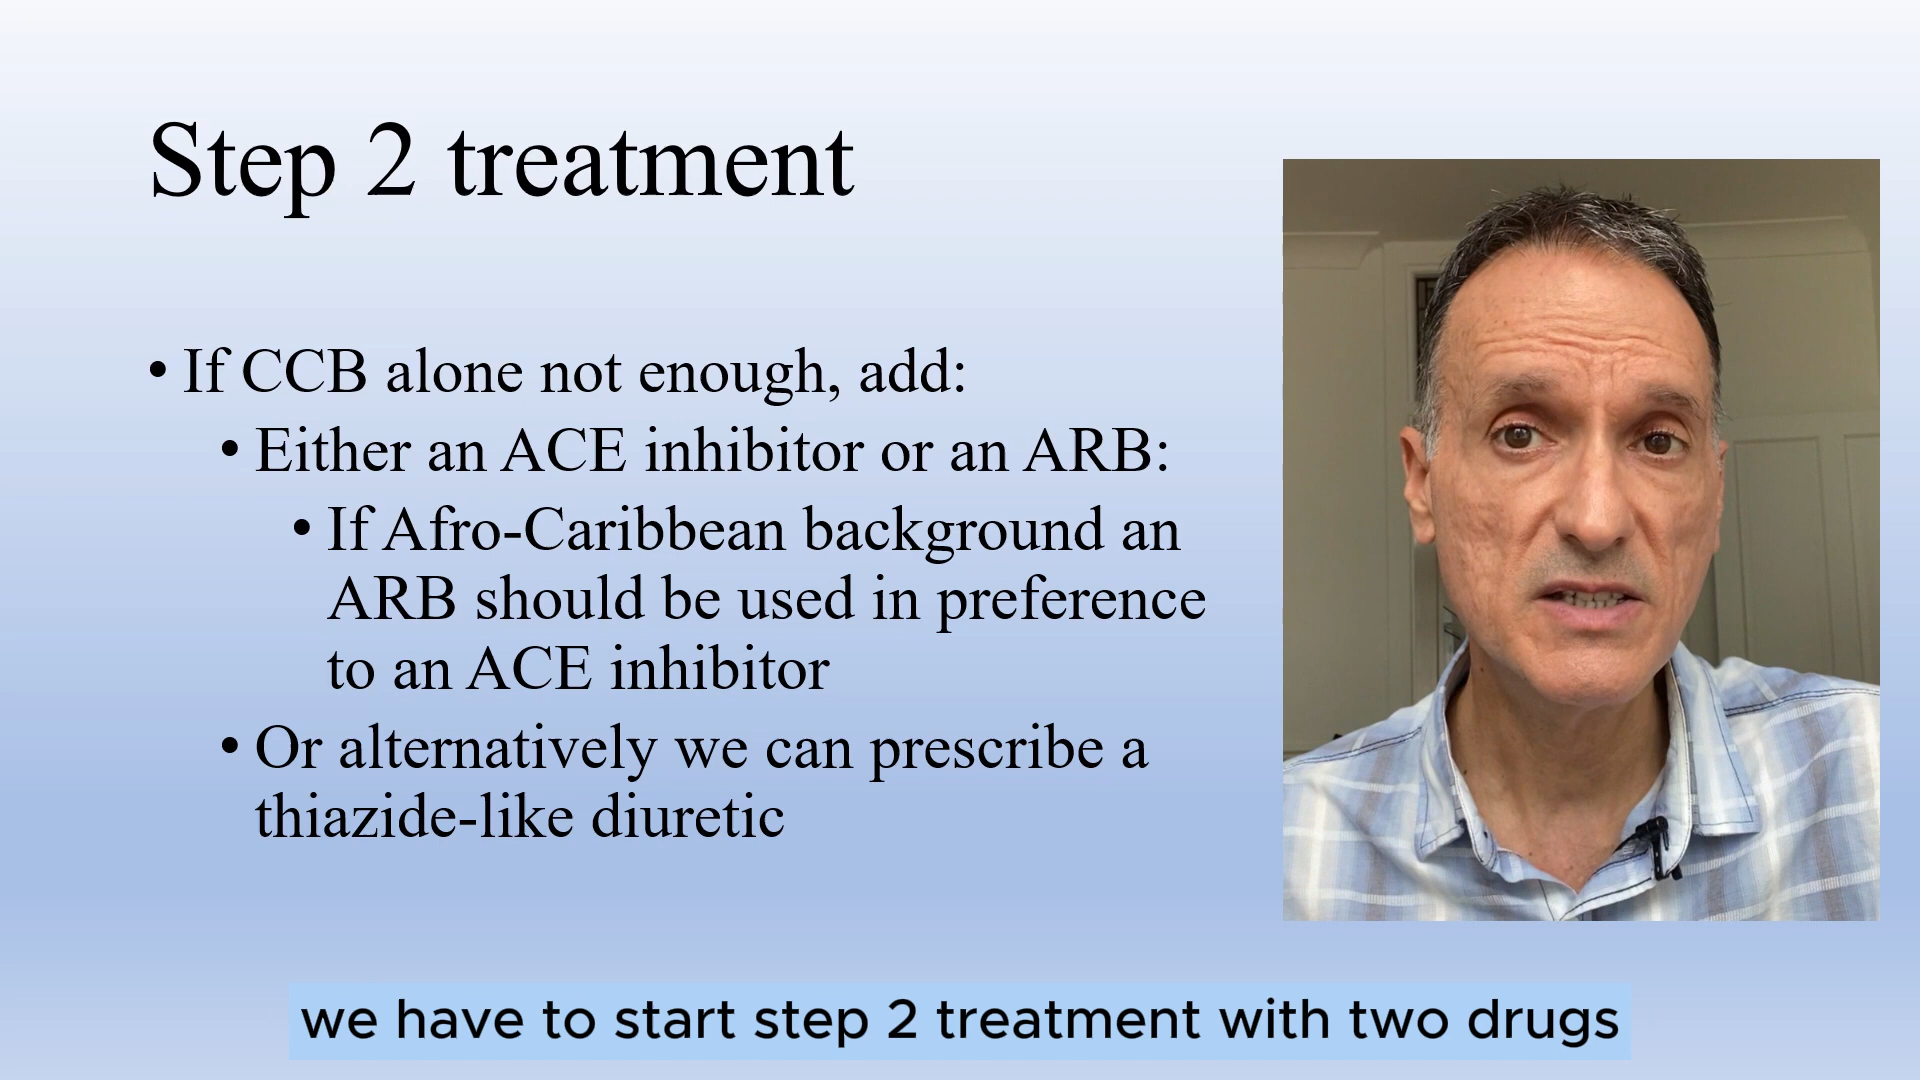 Step 2 treatment
• If CCB alone not enough, add:
• Either an ACE inhibitor or an ARB:
• If Afro-Caribbean background an
ARB should be used in preference
to an ACE inhibitor
• Or alternatively we can prescribe a
thiazide-like diuretic
we have to start step 2 treatment with two drugs